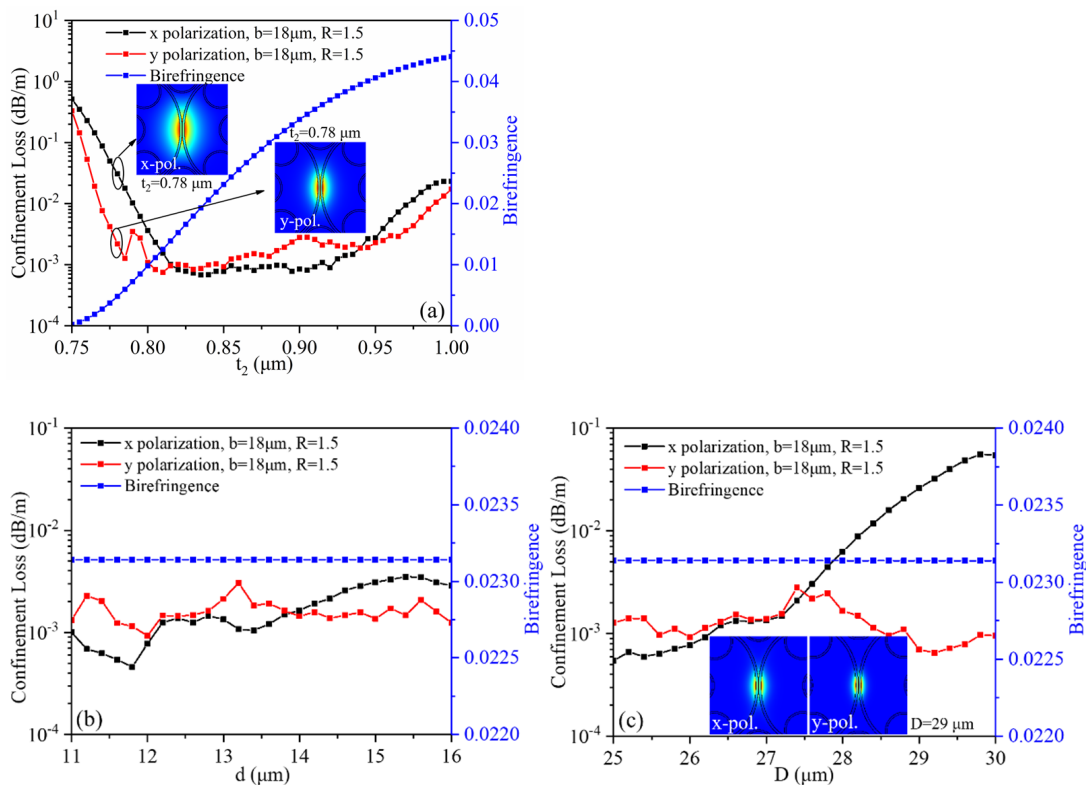 x polarization, b=18μm, R=1.5
y polarization, b=18μm, R=1.5
Birefringence
t2=0.78 μm
x-pol.
t2=0.78 μm
y-pol.
(a)
Confinement Loss (dB/m)
10^1
10^0
10^-1
10^-2
10^-3
10^-4
0.75 0.80 0.85 0.90 0.95 1.00
t2 (μm)
0.05
0.04
0.03
0.02
0.01
0.00
Birefringence
x polarization, b=18μm, R=1.5
y polarization, b=18μm, R=1.5
Birefringence
(b)
Confinement Loss (dB/m)
10^-1
10^-2
10^-3
10^-4
11 12 13 14 15 16
d (μm)
0.0240
0.0235
0.0230
0.0225
0.0220
Birefringence
x polarization, b=18μm, R=1.5
y polarization, b=18μm, R=1.5
Birefringence
x-pol.
y-pol.
D=29 μm
(c)
Confinement Loss (dB/m)
10^-1
10^-2
10^-3
10^-4
25 26 27 28 29 30
D (μm)
0.0240
0.0235
0.0230
0.0225
0.0220
Birefringence